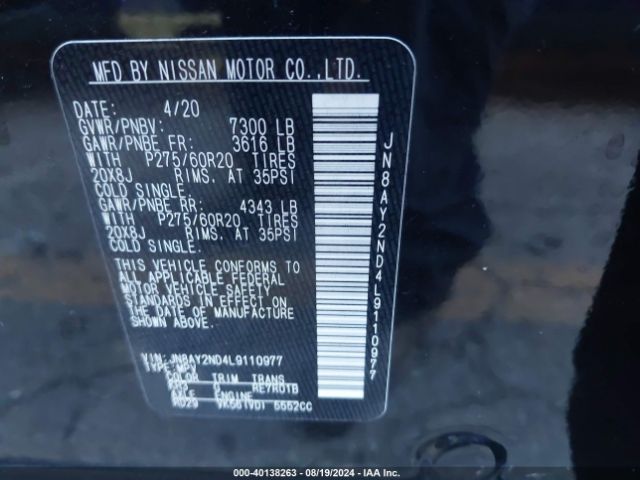 MFD BY NISSAN MOTOR CO.,LTD.
DATE: 4/20
GVWR/PNBV: 7300 LB
GAWR/PNBE FR: 3616 LB
WITH P275/60R20 TIRES
20X8J RIMS. AT 35PSI
COLD SINGLE.
GAWR/PNBE RR: 4343 LB
WITH P275/60R20 TIRES
20X8J RIMS. AT 35PSI
COLD SINGLE.
THIS VEHICLE CONFORMS TO
ALL APPLICABLE FEDERAL
MOTOR VEHICLE SAFETY
STANDARDS IN EFFECT ON
THE DATE OF MANUFACTURE
SHOWN ABOVE.
VIN: JN8AY2ND4L9110977
TYPE:MPV
COLOR TRIM TRANS
RE7R01B
AXLE ENGINE
VK56(VD) 5552CC
JN8AY2ND4L9110977
000-40138263 - 08/19/2024 - IAA Inc.